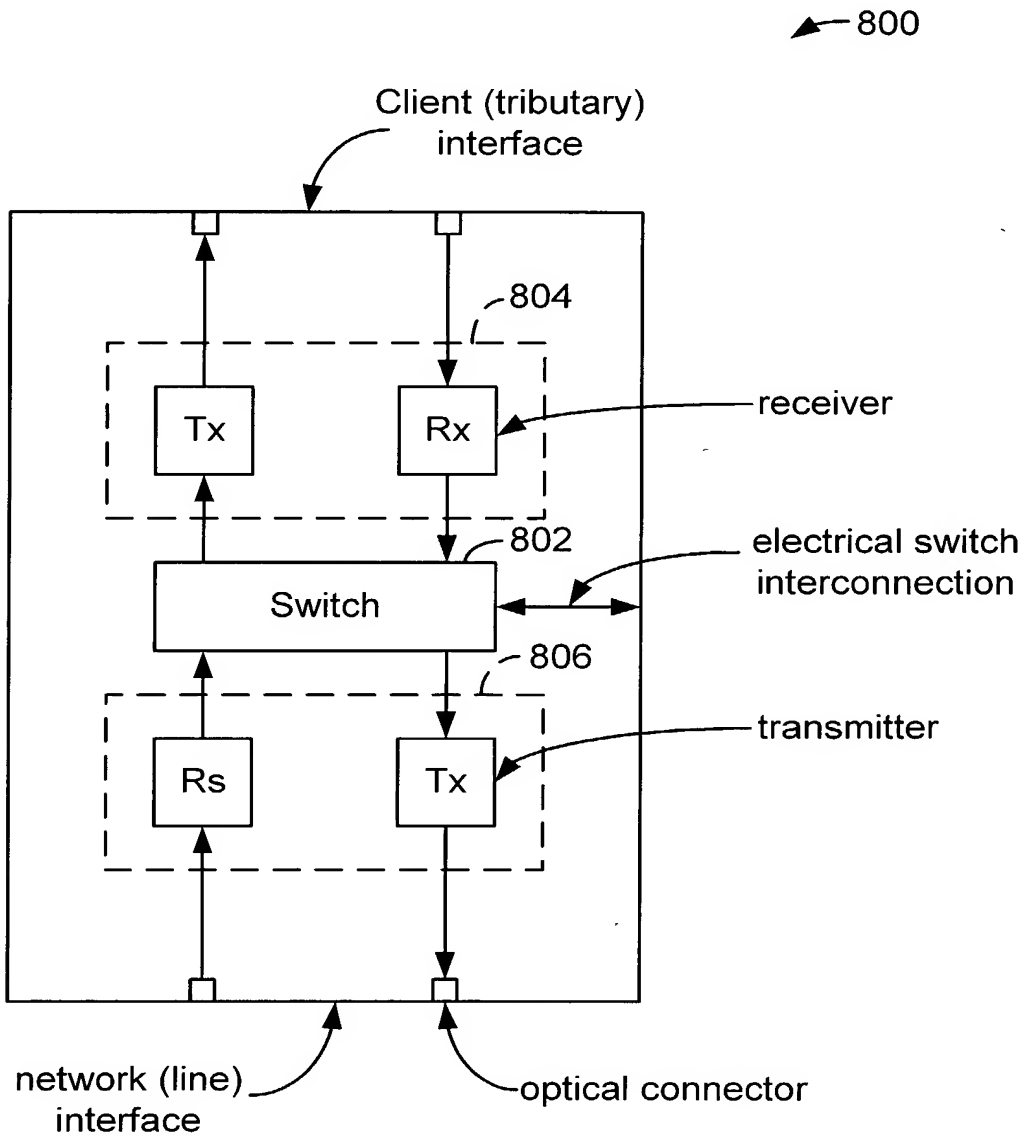 800
Client (tributary)
interface
804
Tx
Rx
receiver
802
electrical switch
interconnection
Switch
806
transmitter
Rs
Tx
network (line)
interface
optical connector